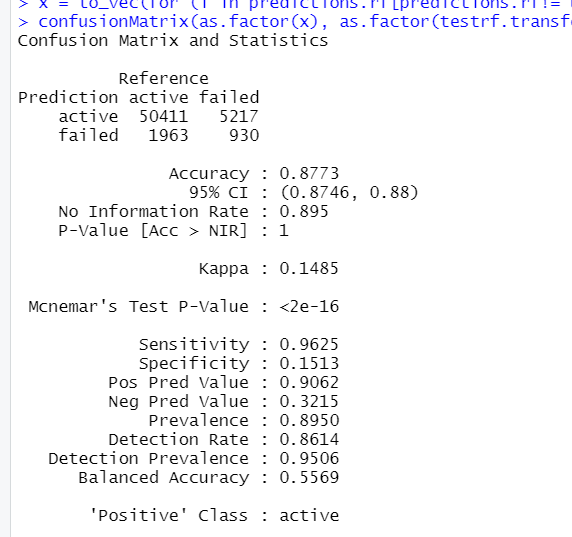 > x = to_vec(for (i in predictions.rf[predictions.rf!=
> confusionMatrix(as.factor(x), as.factor(testrf.transf
Confusion Matrix and Statistics
Reference
Prediction active failed
active 50411 5217
failed 1963 930
Accuracy : 0.8773
95% CI : (0.8746, 0.88)
No Information Rate : 0.895
P-Value [Acc > NIR] : 1
Kappa : 0.1485
Mcnemar's Test P-Value : <2e-16
Sensitivity : 0.9625
Specificity : 0.1513
Pos Pred Value : 0.9062
Neg Pred Value : 0.3215
Prevalence : 0.8950
Detection Rate : 0.8614
Detection Prevalence : 0.9506
Balanced Accuracy : 0.5569
'Positive' Class : active